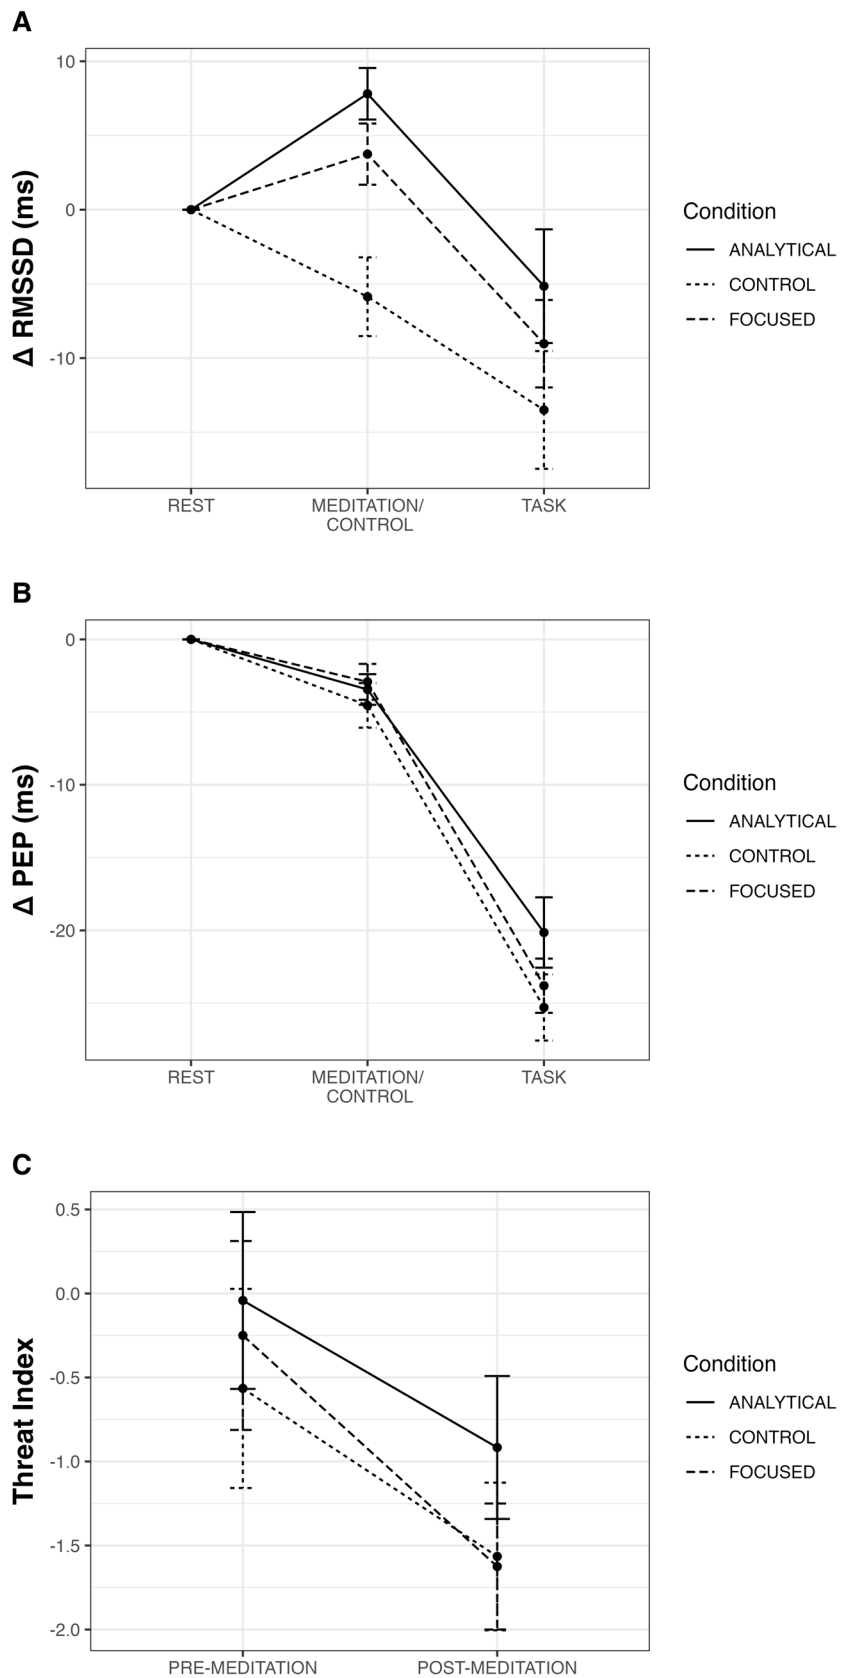 A
Δ RMSSD (ms)
10
0
-10
REST
MEDITATION/
CONTROL
TASK
Condition
ANALYTICAL
CONTROL
FOCUSED
B
Δ PEP (ms)
0
-10
-20
REST
MEDITATION/
CONTROL
TASK
Condition
ANALYTICAL
CONTROL
FOCUSED
C
Threat Index
0.5
0.0
-0.5
-1.0
-1.5
-2.0
PRE-MEDITATION
POST-MEDITATION
Condition
ANALYTICAL
CONTROL
FOCUSED